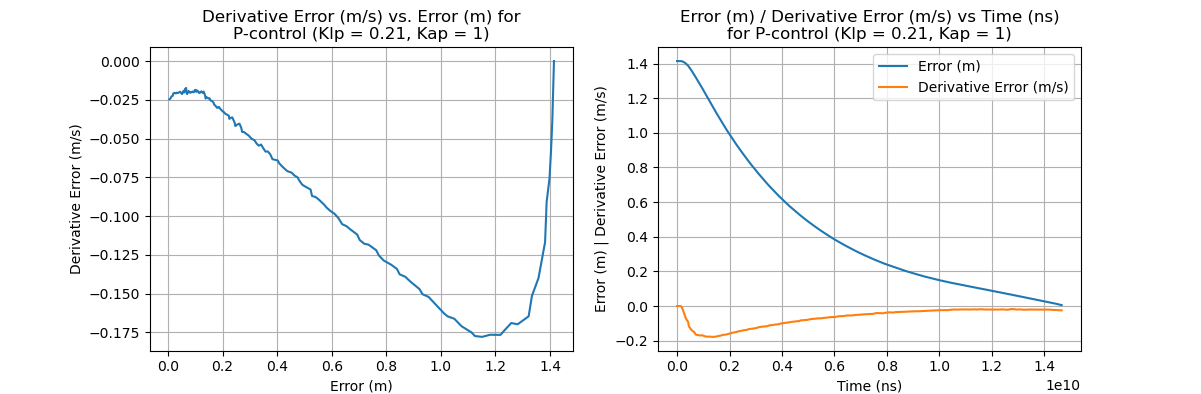 Derivative Error (m/s) vs. Error (m) for
P-control (Klp = 0.21, Kap = 1)
0.000
−0.025
−0.050
−0.075
−0.100
−0.125
−0.150
−0.175
Derivative Error (m/s)
0.0 0.2 0.4 0.6 0.8 1.0 1.2 1.4
Error (m)
Error (m) / Derivative Error (m/s) vs Time (ns)
for P-control (Klp = 0.21, Kap = 1)
Error (m)
Derivative Error (m/s)
1.4
1.2
1.0
0.8
0.6
0.4
0.2
0.0
−0.2
Error (m) | Derivative Error (m/s)
0.0 0.2 0.4 0.6 0.8 1.0 1.2 1.4
1e10
Time (ns)